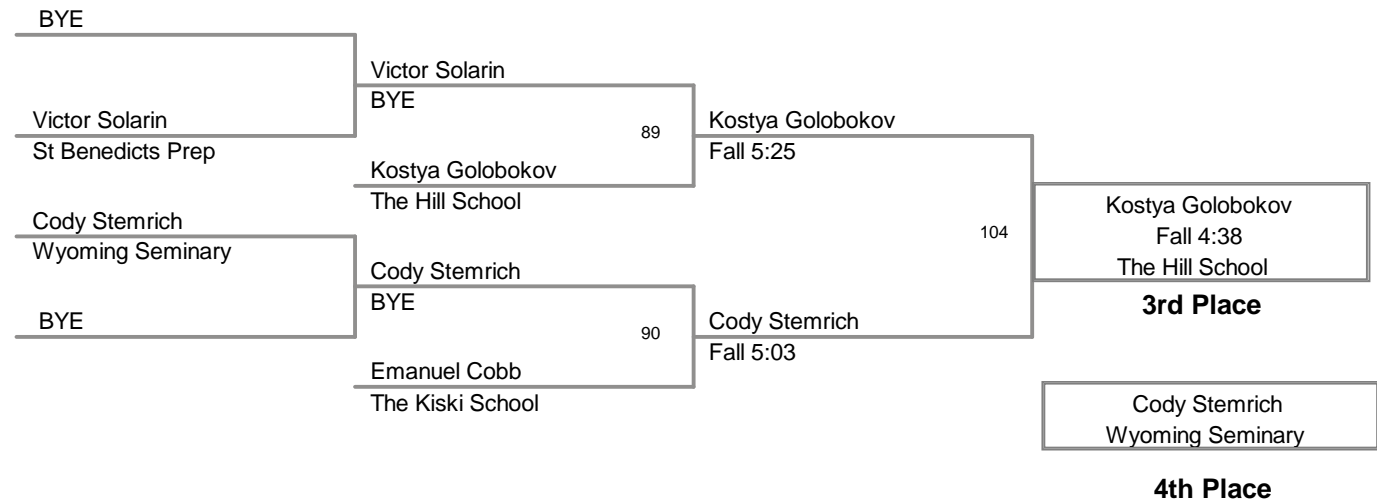 BYE
Victor Solarin
BYE
Victor Solarin
St Benedicts Prep
89
Kostya Golobokov
Fall 5:25
Kostya Golobokov
The Hill School
Cody Stemrich
Wyoming Seminary
104
Kostya Golobokov
Fall 4:38
The Hill School
3rd Place
Cody Stemrich
BYE
BYE
90
Cody Stemrich
Fall 5:03
Emanuel Cobb
The Kiski School
Cody Stemrich
Wyoming Seminary
4th Place